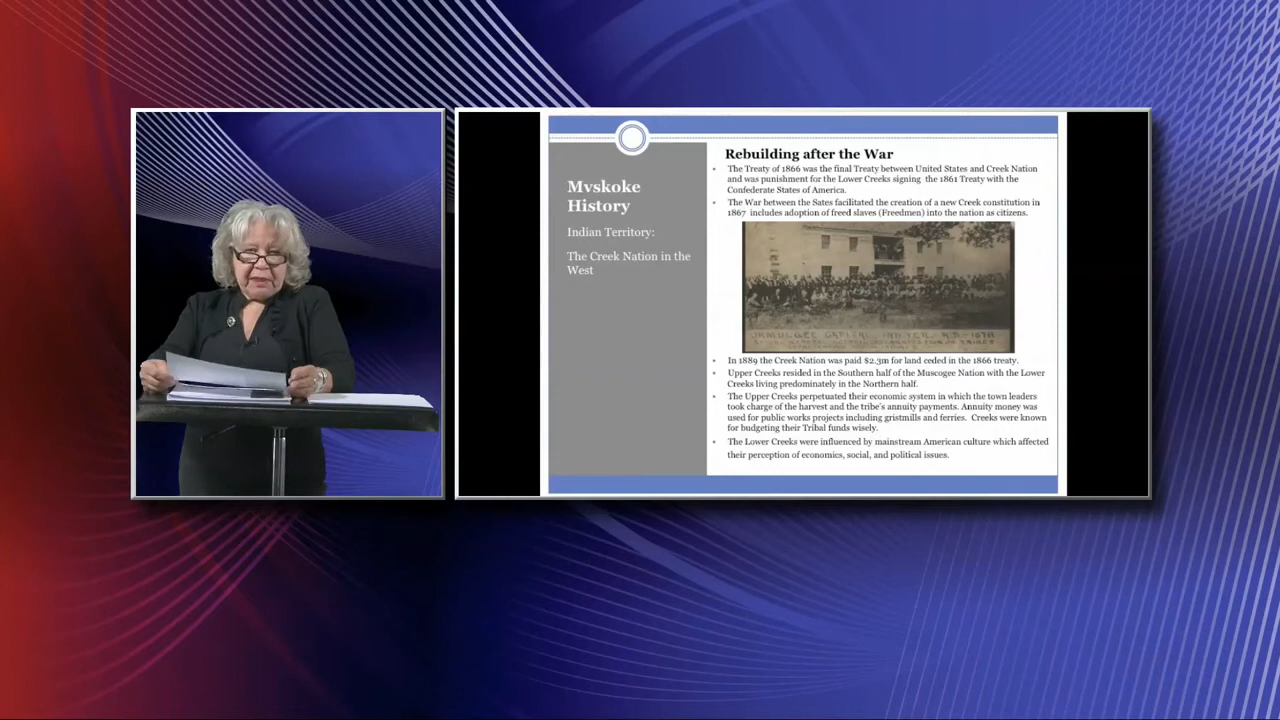 Mvskoke
History
Indian Territory:
The Creek Nation in the
West
Rebuilding after the War
The Treaty of 1866 was the final Treaty between United States and Creek Nation
and was punishment for the Lower Creeks signing the 1861 Treaty with the
Confederate States of America.
The War between the Sates facilitated the creation of a new Creek constitution in
1867 includes adoption of freed slaves (Freedmen) into the nation as citizens.
In 1889 the Creek Nation was paid $2.3m for land ceded in the 1866 treaty.
Upper Creeks resided in the Southern half of the Muscogee Nation with the Lower
Creeks living predominately in the Northern half.
The Upper Creeks perpetuated their economic system in which the town leaders
took charge of the harvest and the tribe's annuity payments. Annuity money was
used for public works projects including gristmills and ferries. Creeks were known
for budgeting their Tribal funds wisely.
The Lower Creeks were influenced by mainstream American culture which affected
their perception of economics, social, and political issues.